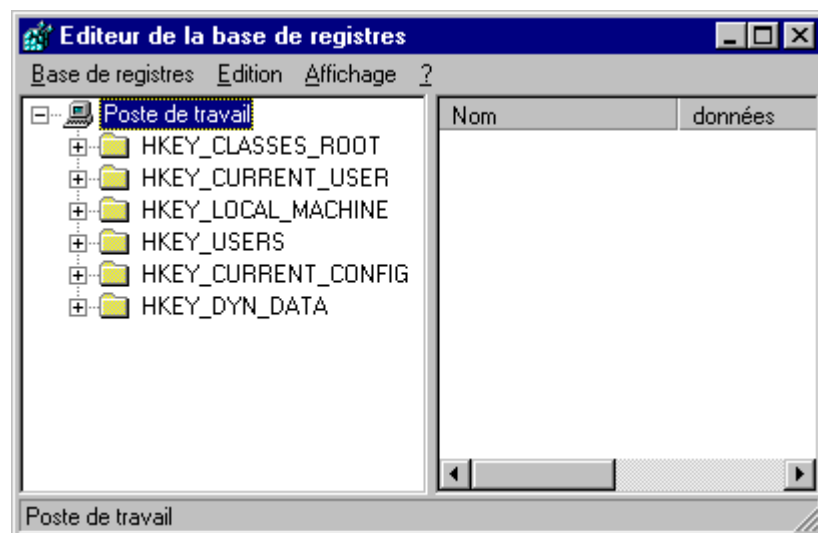 Editeur de la base de registres
Base de registres Edition Affichage ?
Poste de travail
HKEY_CLASSES_ROOT
HKEY_CURRENT_USER
HKEY_LOCAL_MACHINE
HKEY_USERS
HKEY_CURRENT_CONFIG
HKEY_DYN_DATA
Nom données
Poste de travail